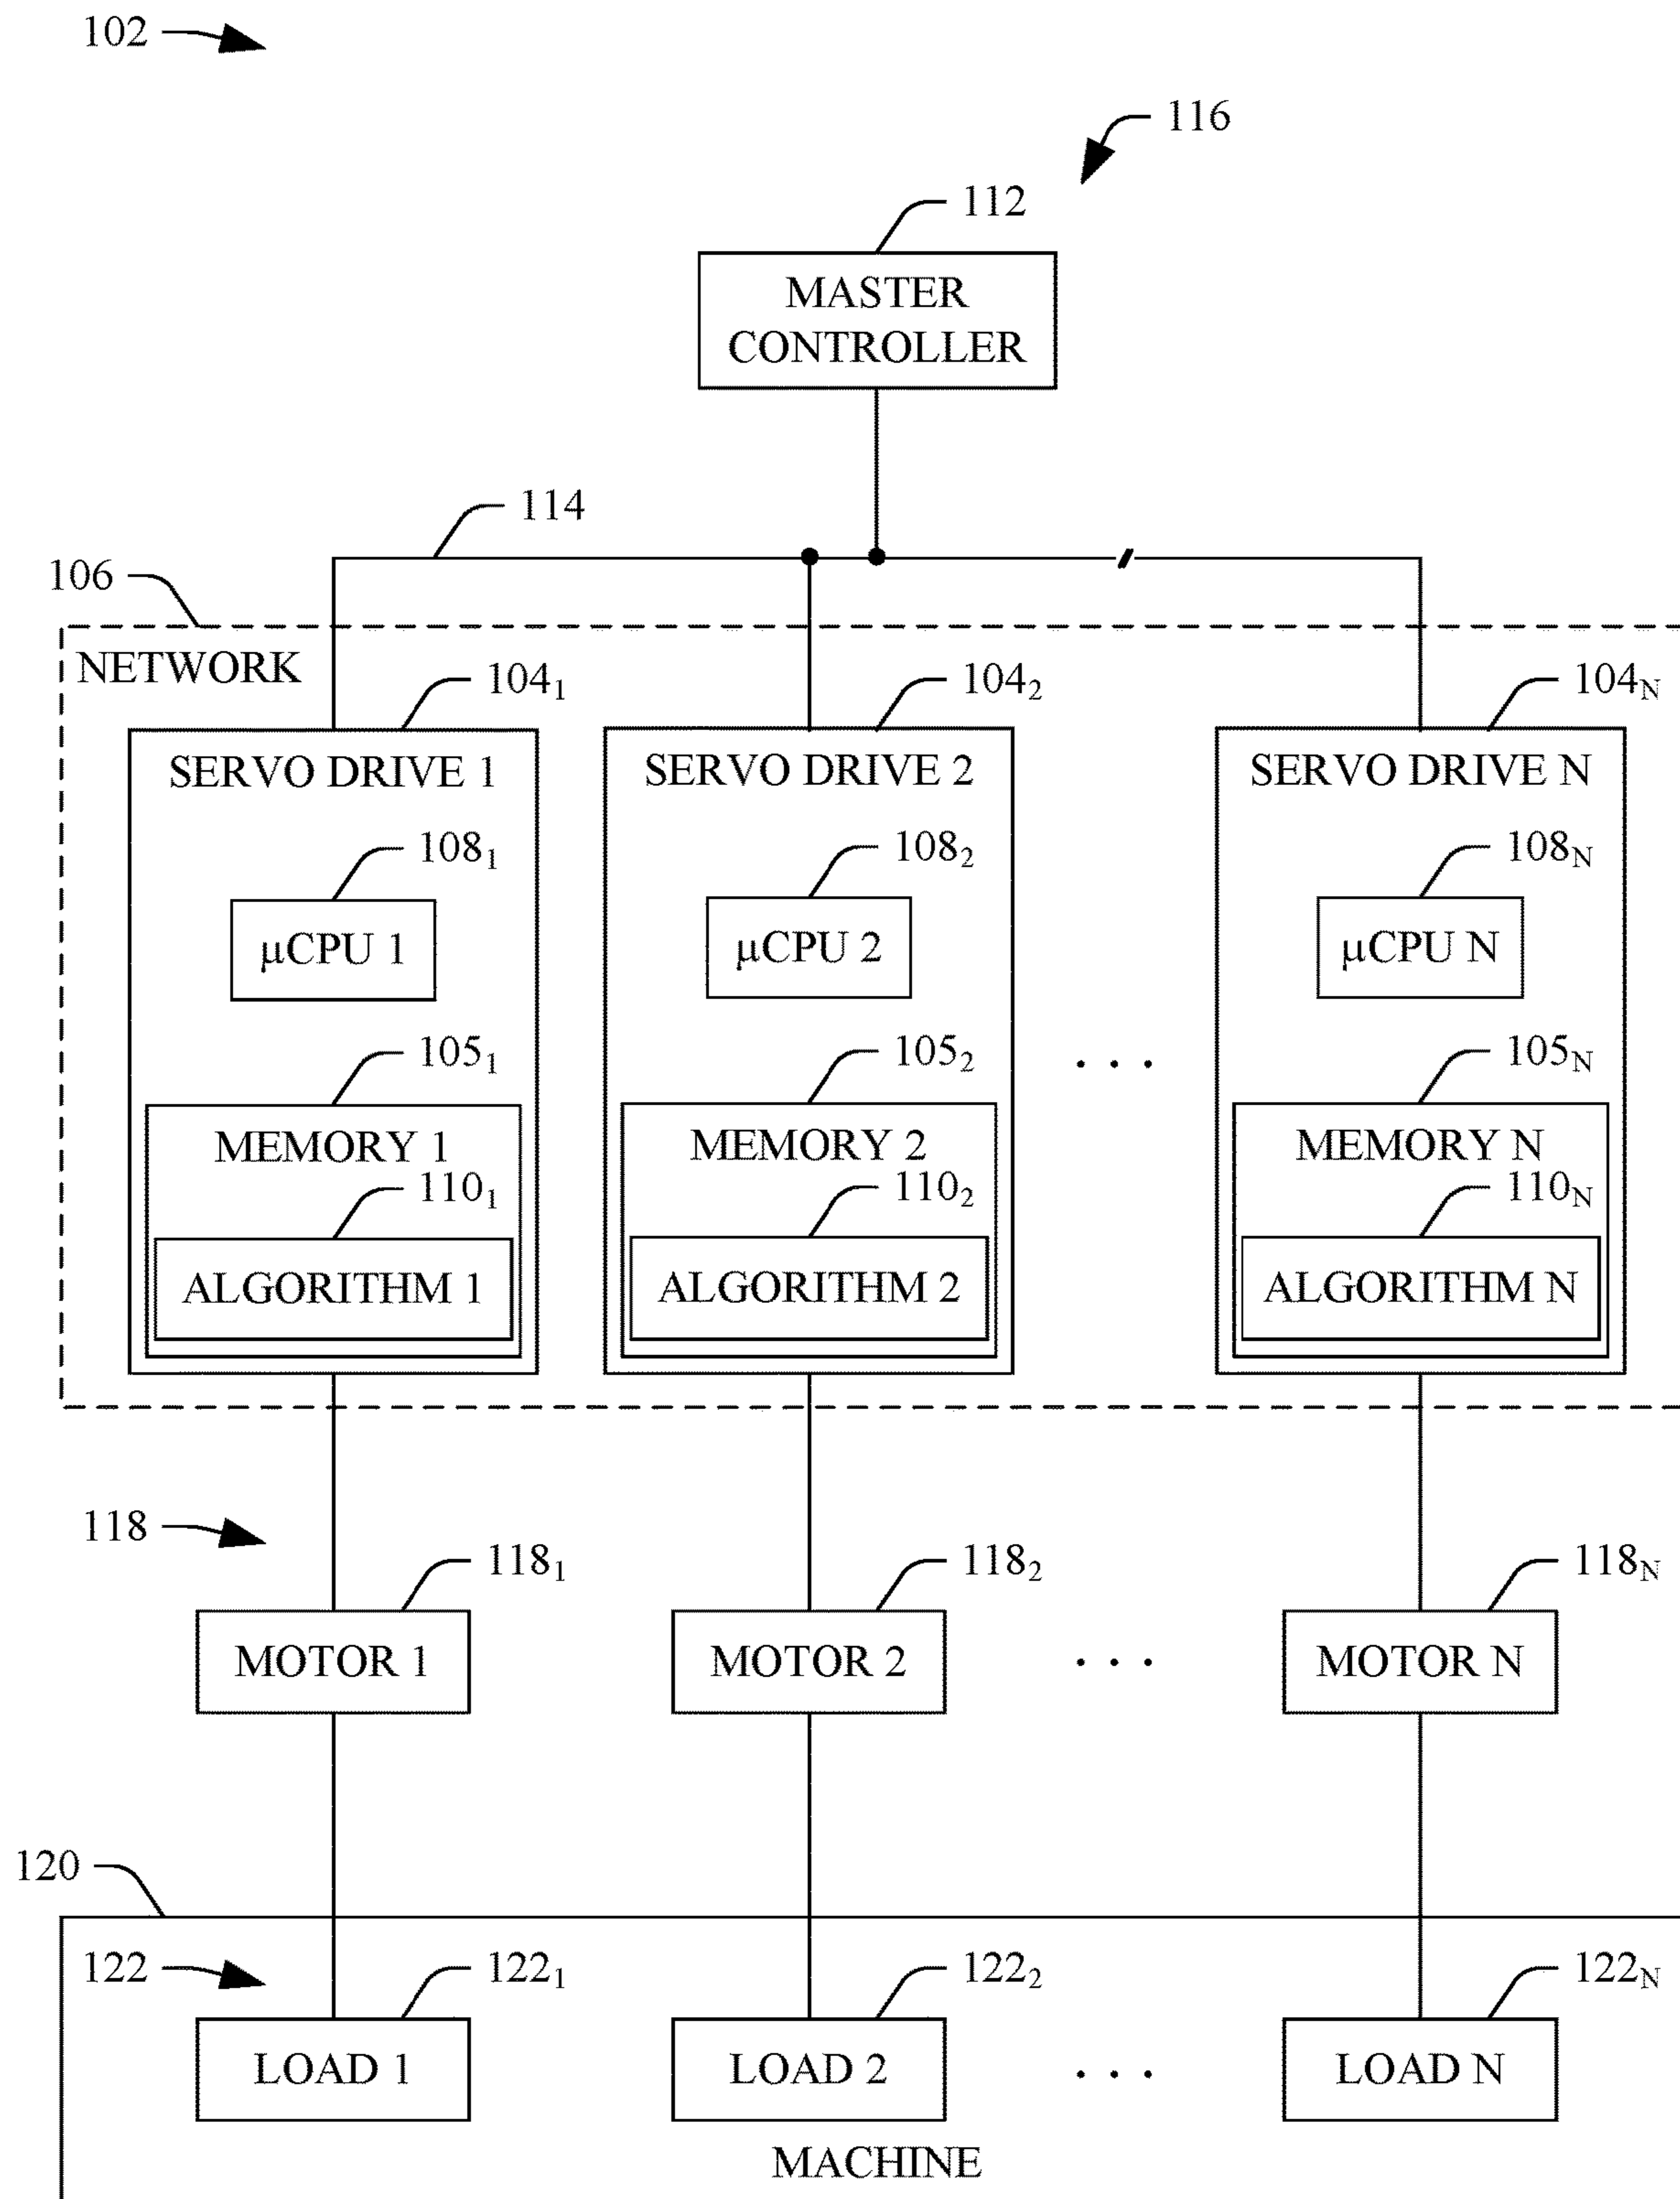 102
116
112
MASTER
CONTROLLER
114
106
NETWORK
104₁ 104₂ 104N
SERVO DRIVE 1 SERVO DRIVE 2 SERVO DRIVE N
108₁ 108₂ 108N
µCPU 1 µCPU 2 µCPU N
105₁ 105₂ 105N
. . .
MEMORY 1 MEMORY 2 MEMORY N
110₁ 110₂ 110N
ALGORITHM 1 ALGORITHM 2 ALGORITHM N
118
118₁ 118₂ 118N
MOTOR 1 MOTOR 2 . . . MOTOR N
120
122 122₁ 122₂ 122N
LOAD 1 LOAD 2 . . . LOAD N
MACHINE